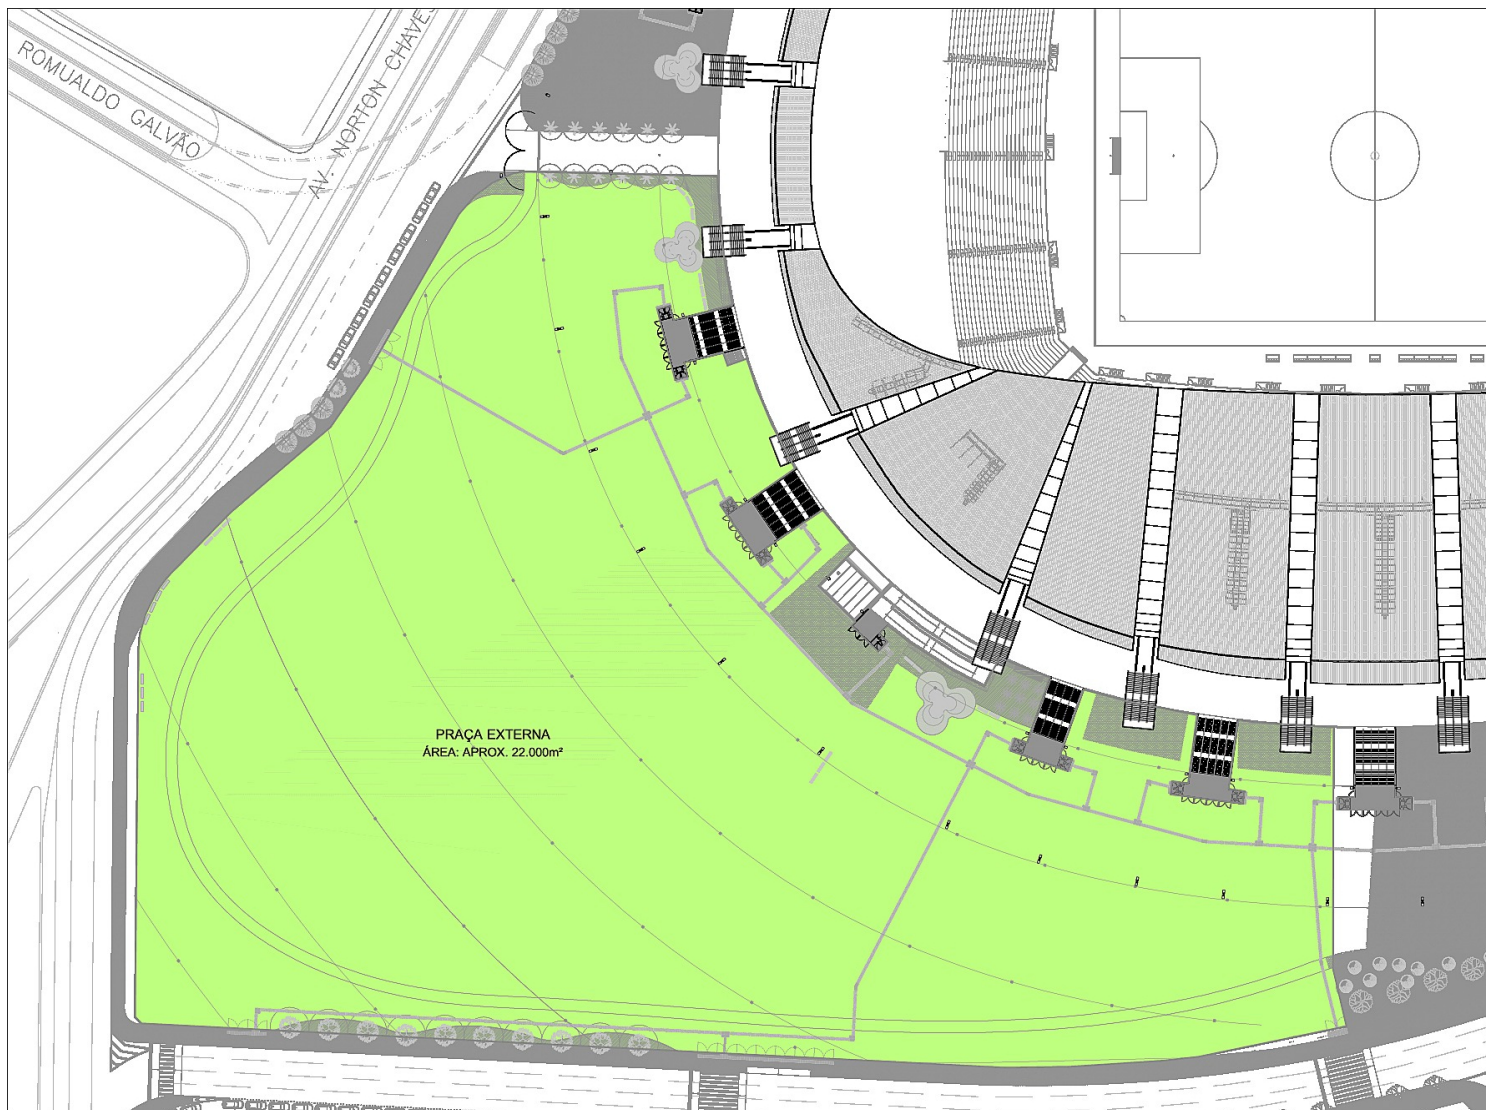 ROMUALDO GALVÃO
AV. NORTON CHAVES
PRAÇA EXTERNA
ÁREA: APROX. 22.000m²